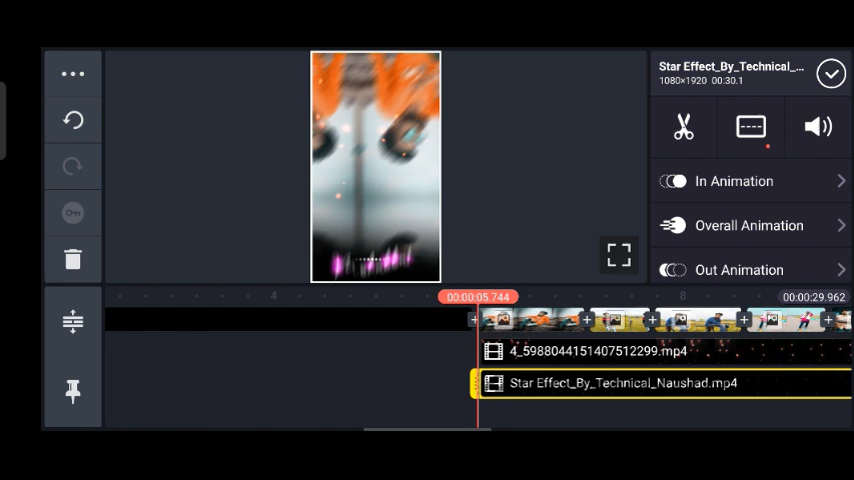 Star Effect_By_Technical_...
1080×1920 00:30.1
In Animation
Overall Animation
Out Animation
4
00:00:05.744
8
00:00:29.962
4_5988044151407512299.mp4
Star Effect_By_Technical_Naushad.mp4